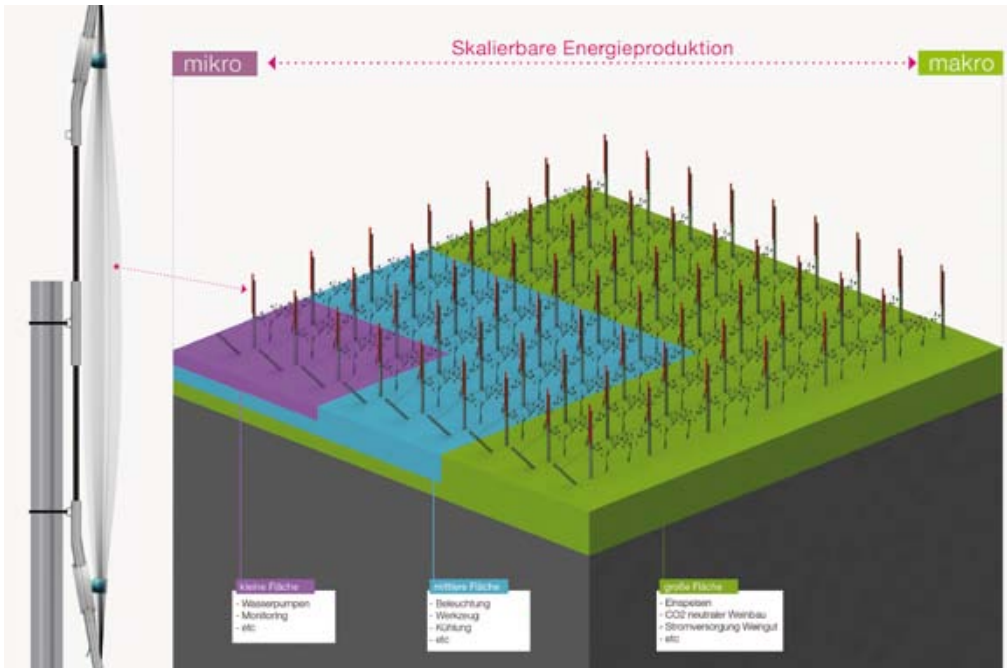 Skalierbare Energieproduktion
mikro
makro
kleine Fläche
- Wasserpumpen
- Monitoring
- etc
mittlere Fläche
- Beleuchtung
- Werkzeug
- Kühlung
- etc
große Fläche
- Einspeisen
- CO2 neutraler Weinbau
- Stromversorgung Weingut
- etc